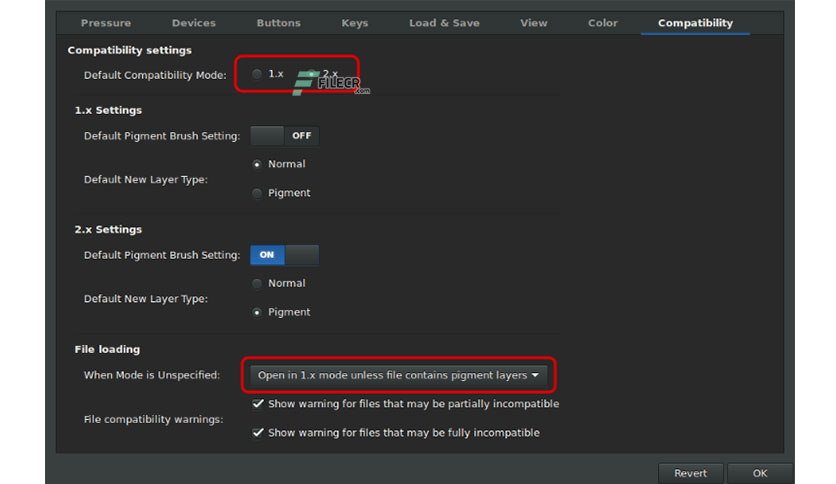 Pressure Devices Buttons Keys Load & Save View Color Compatibility
Compatibility settings
Default Compatibility Mode: 1.x 2.x
FILECR
.com
1.x Settings
Default Pigment Brush Setting: OFF
Default New Layer Type:
Normal
Pigment
2.x Settings
Default Pigment Brush Setting: ON
Default New Layer Type:
Normal
Pigment
File loading
When Mode is Unspecified: Open in 1.x mode unless file contains pigment layers
File compatibility warnings:
Show warning for files that may be partially incompatible
Show warning for files that may be fully incompatible
Revert OK